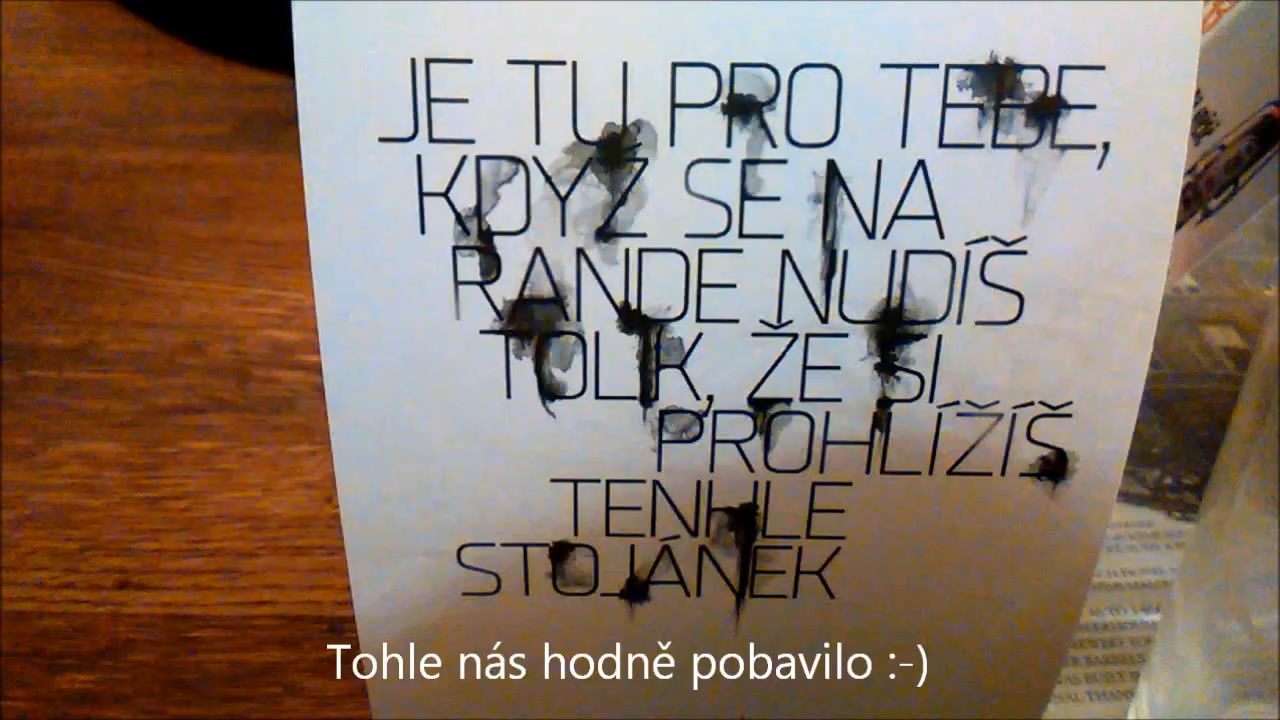 JE TU PRO TEBE,
KDYŽ SE NA
RANDE NUDÍŠ
TOLIK, ŽE SI
PROHLÍŽÍŠ
TENHLE
STOJÁNEK
Tohle nás hodně pobavilo :-)